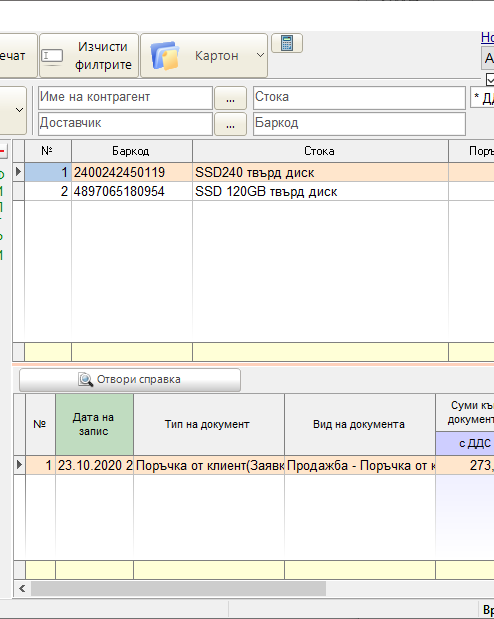 Но
ечат
Изчисти
филтрите
Картон
А
Име на контрагент
...
Стока
* ДД
Доставчик
...
Баркод
№ Баркод Стока Поръ
1 2400242450119 SSD240 твърд диск
2 4897065180954 SSD 120GB твърд диск
Отвори справка
№
Дата на
запис
Тип на документ
Вид на документа
Суми къ
документ
с ДДС
1 23.10.2020 2 Поръчка от клиент(Заявк Продажба - Поръчка от к 273,
Вр